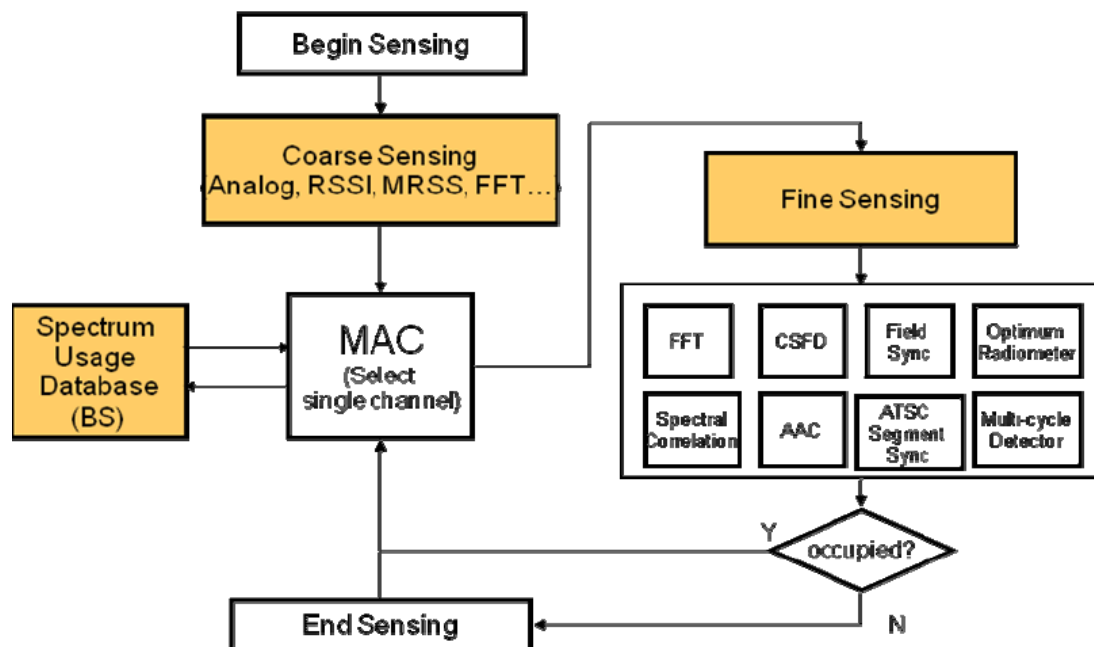 Begin Sensing
Coarse Sensing
(Analog, RSSI, MRSS, FFT…)
Fine Sensing
Spectrum
Usage
Database
(BS)
MAC
(Select
single channel)
FFT
CSFD
Field
Sync
Optimum
Radiometer
Spectral
Correlation
AAC
ATSC
Segment
Sync
Multi-cycle
Detector
Y
occupied?
N
End Sensing